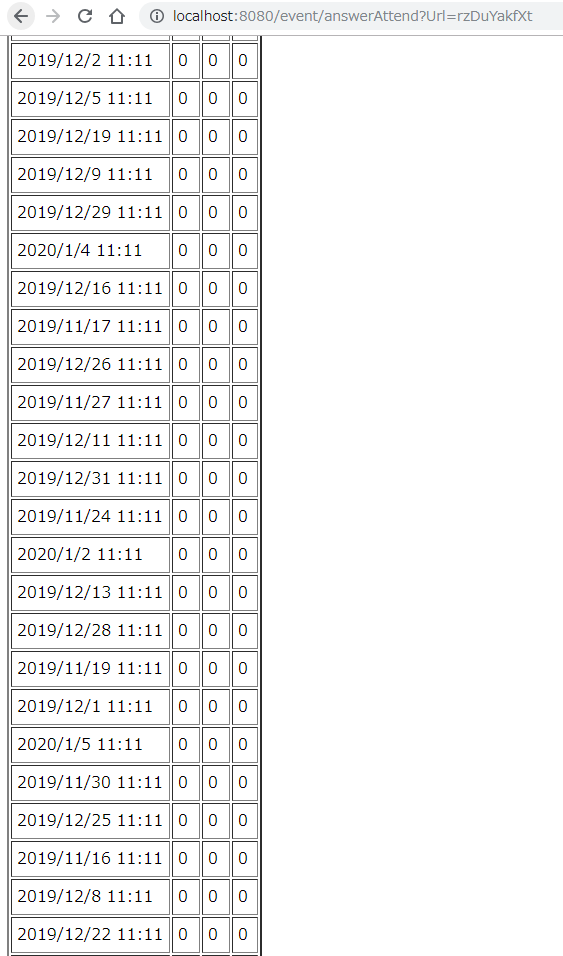 localhost:8080/event/answerAttend?Url=rzDuYakfXt
2019/12/2 11:11 0 0 0
2019/12/5 11:11 0 0 0
2019/12/19 11:11 0 0 0
2019/12/9 11:11 0 0 0
2019/12/29 11:11 0 0 0
2020/1/4 11:11 0 0 0
2019/12/16 11:11 0 0 0
2019/11/17 11:11 0 0 0
2019/12/26 11:11 0 0 0
2019/11/27 11:11 0 0 0
2019/12/11 11:11 0 0 0
2019/12/31 11:11 0 0 0
2019/11/24 11:11 0 0 0
2020/1/2 11:11 0 0 0
2019/12/13 11:11 0 0 0
2019/12/28 11:11 0 0 0
2019/11/19 11:11 0 0 0
2019/12/1 11:11 0 0 0
2020/1/5 11:11 0 0 0
2019/11/30 11:11 0 0 0
2019/12/25 11:11 0 0 0
2019/11/16 11:11 0 0 0
2019/12/8 11:11 0 0 0
2019/12/22 11:11 0 0 0